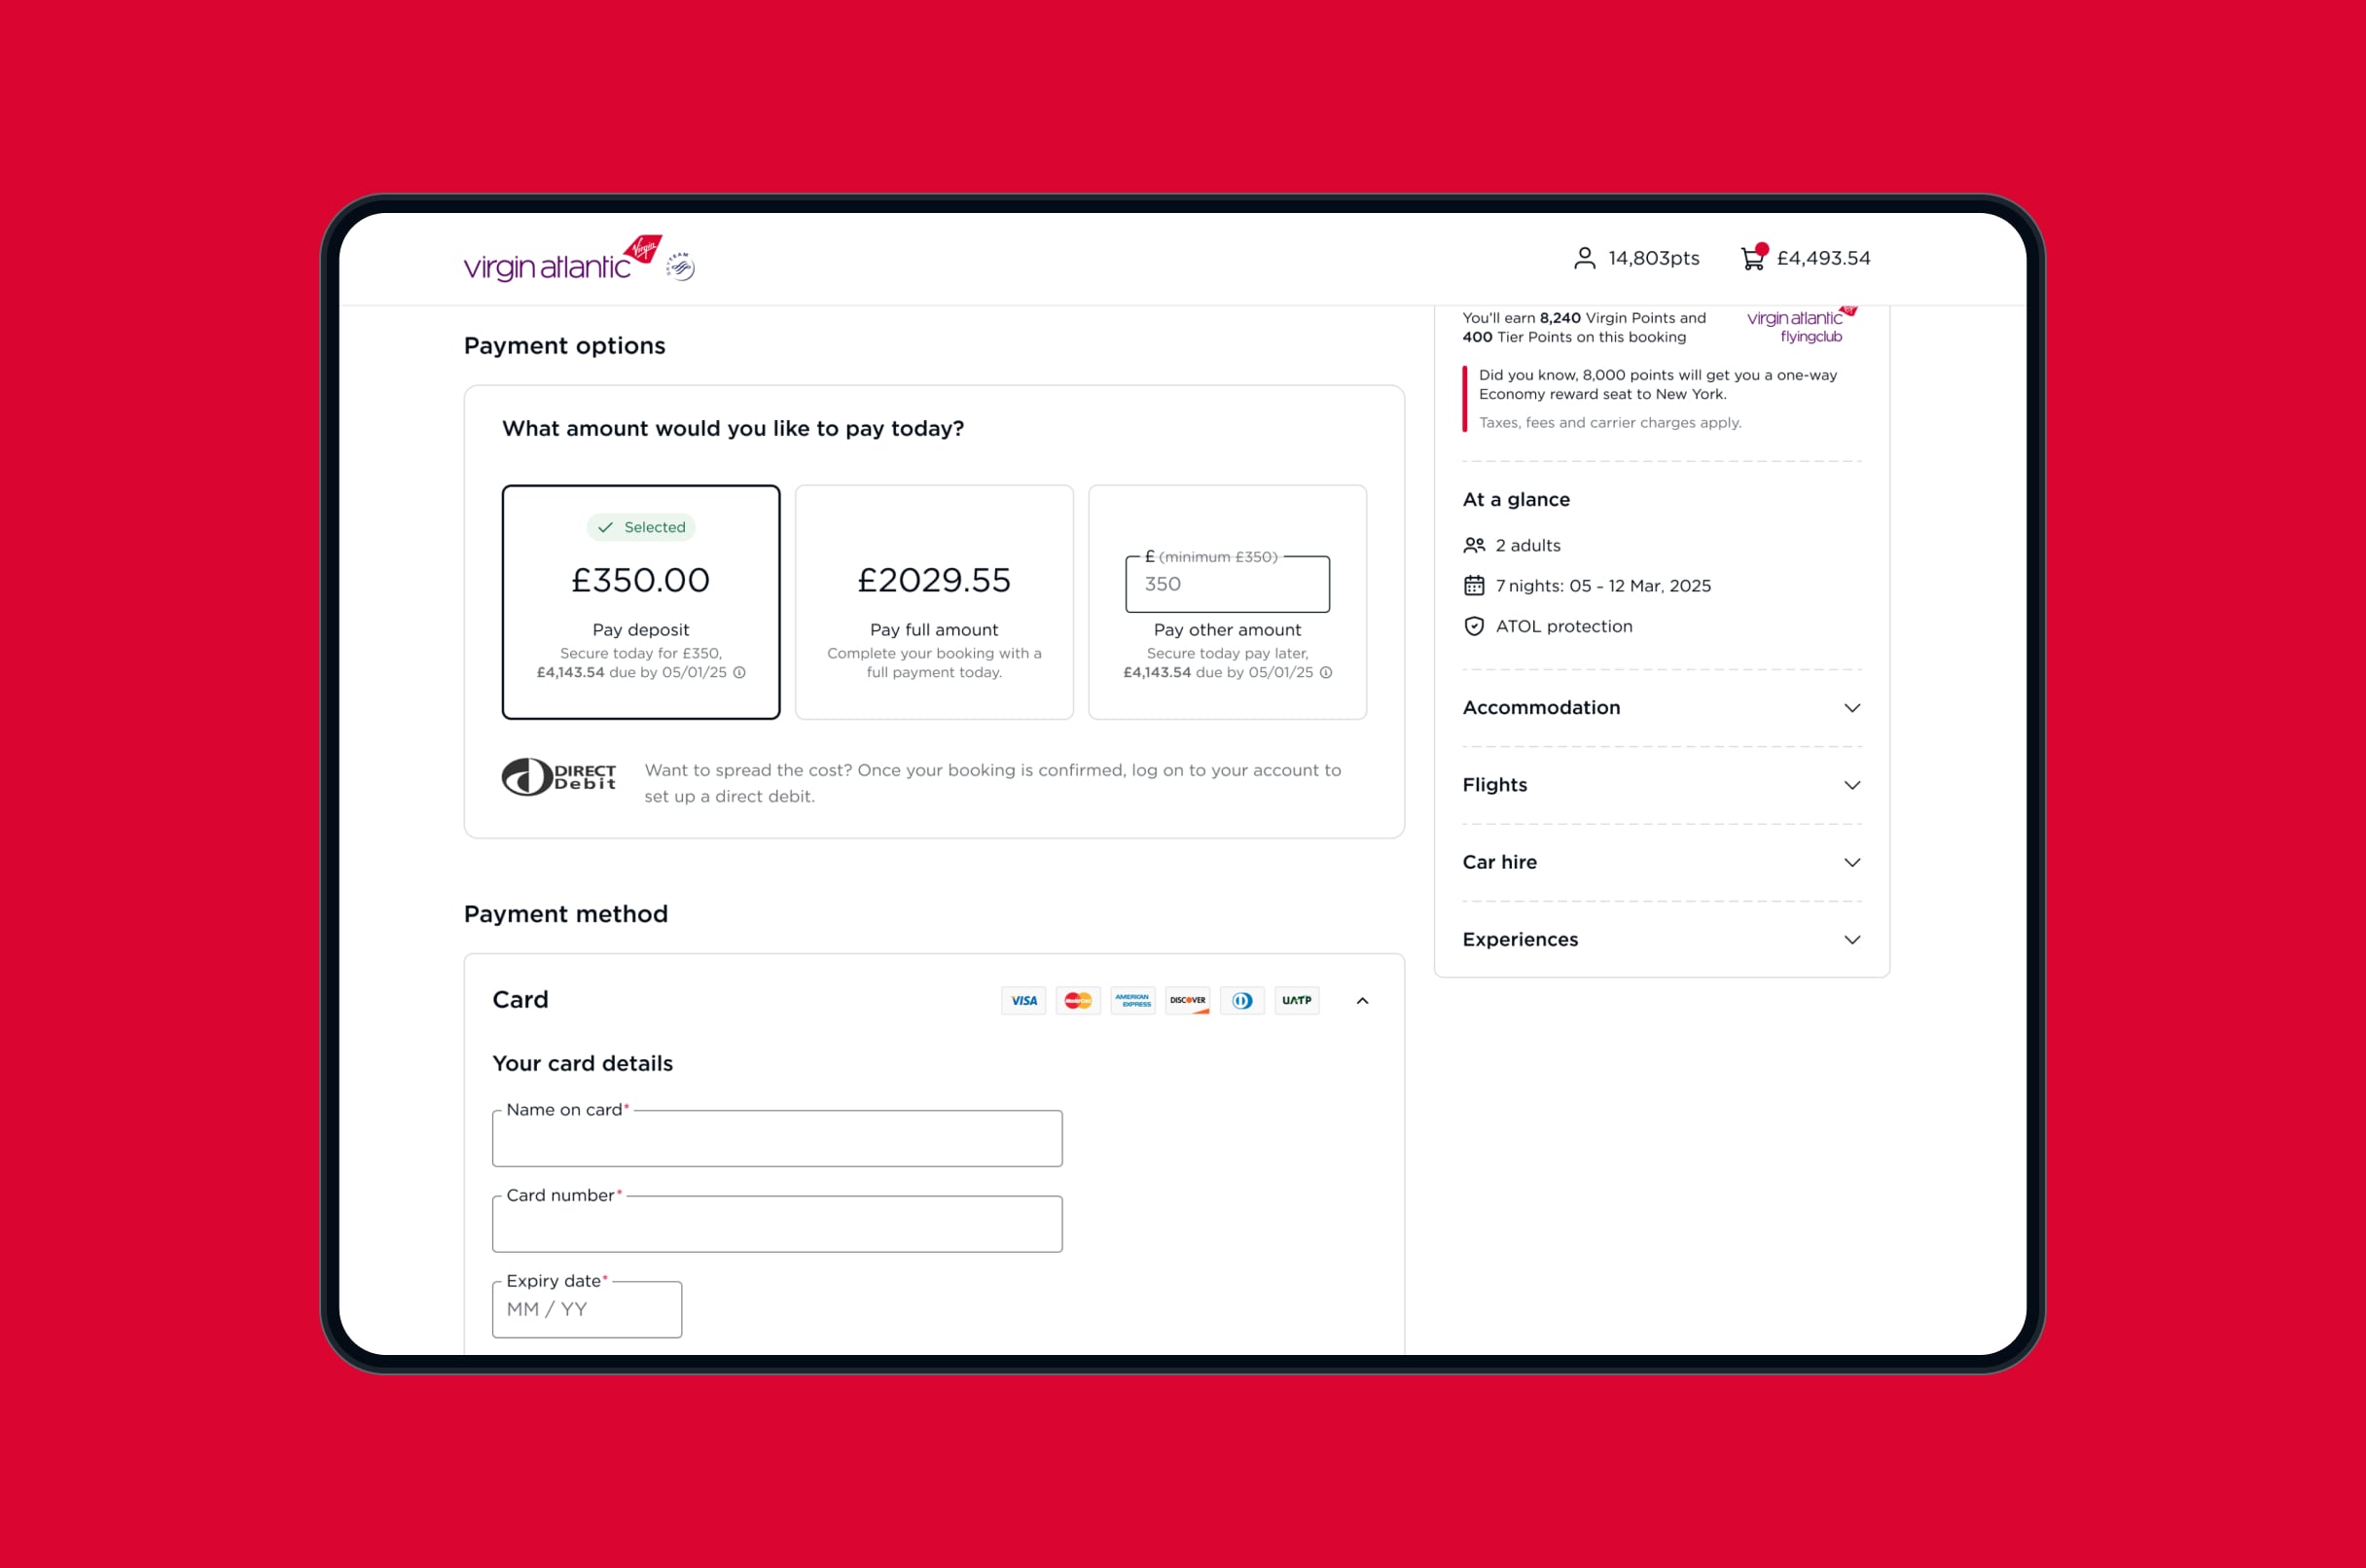 virgin atlantic
Virgin
14,803pts
£4,493.54
Payment options
What amount would you like to pay today?
Selected
£350.00
Pay deposit
Secure today for £350,
£4,143.54 due by 05/01/25
£2029.55
Pay full amount
Complete your booking with a
full payment today.
£ (minimum £350)
350
Pay other amount
Secure today pay later,
£4,143.54 due by 05/01/25
DIRECT
Debit
Want to spread the cost? Once your booking is confirmed, log on to your account to
set up a direct debit.
Payment method
Card
VISA
MasterCard
AMERICAN
EXPRESS
DISCOVER
UATP
Your card details
Name on card*
Card number*
Expiry date*
MM / YY
You'll earn 8,240 Virgin Points and
400 Tier Points on this booking
virgin atlantic
flyingclub
Did you know, 8,000 points will get you a one-way
Economy reward seat to New York.
Taxes, fees and carrier charges apply.
At a glance
2 adults
7 nights: 05 - 12 Mar, 2025
ATOL protection
Accommodation
Flights
Car hire
Experiences